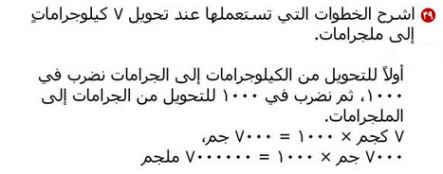 ٣٩ اشرح الخطوات التي تستعملها عند تحويل ٧ كيلوجراماتٍ
إلى ملجرامات.
أولاً للتحويل من الكيلوجرامات إلى الجرامات نضرب في
١٠٠٠، ثم نضرب في ١٠٠٠ للتحويل من الجرامات إلى
الملجرامات.
٧ كجم × ١٠٠٠ = ٧٠٠٠ جم،
٧٠٠٠ جم × ١٠٠٠ = ٧٠٠٠٠٠٠ ملجم